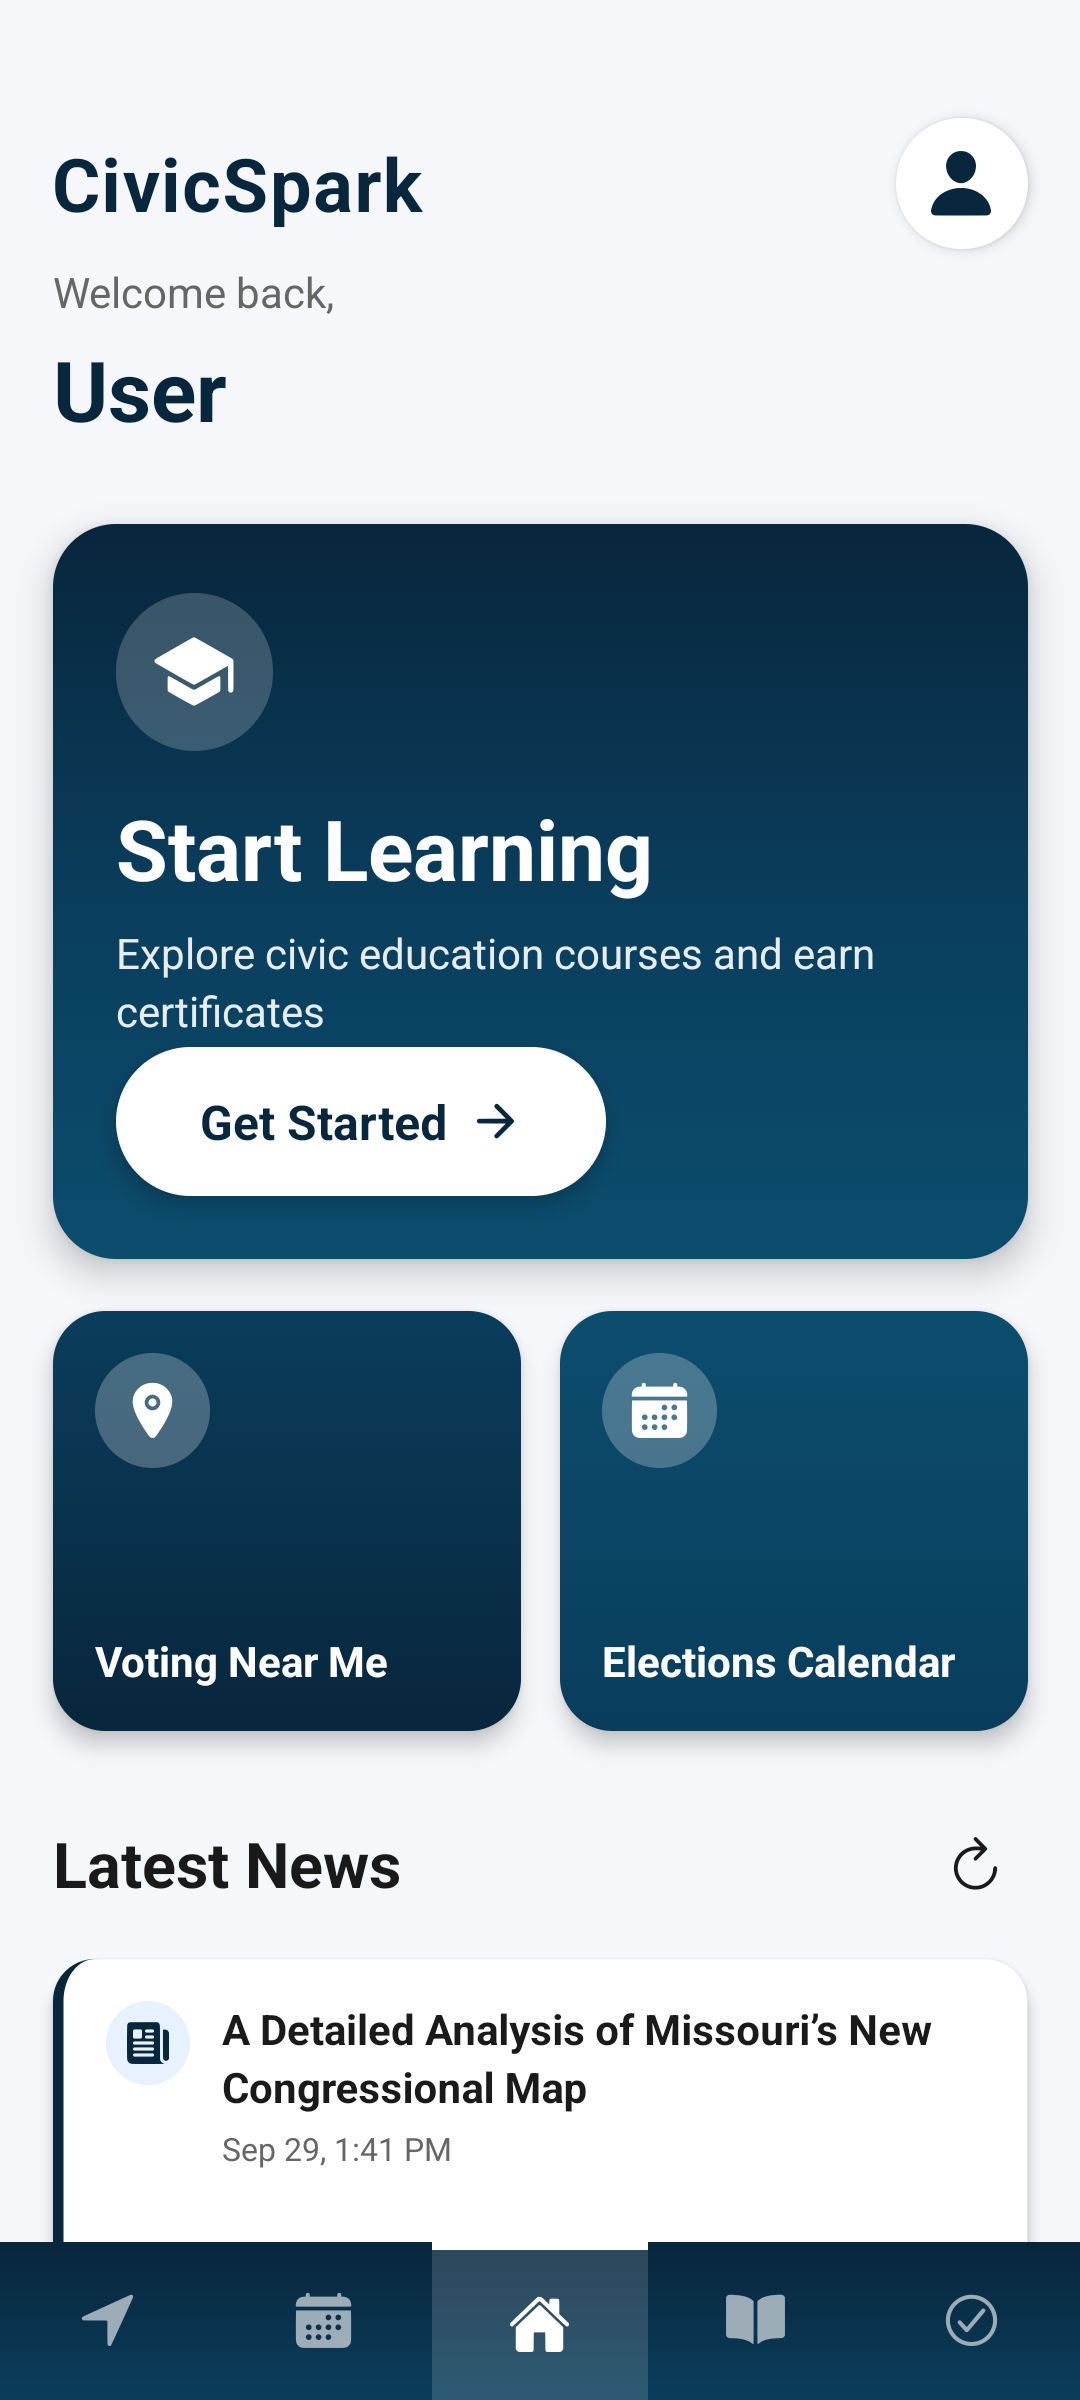 CivicSpark
Welcome back,
User
Start Learning
Explore civic education courses and earn
certificates
Get Started
Voting Near Me
Elections Calendar
Latest News
A Detailed Analysis of Missouri’s New
Congressional Map
Sep 29, 1:41 PM